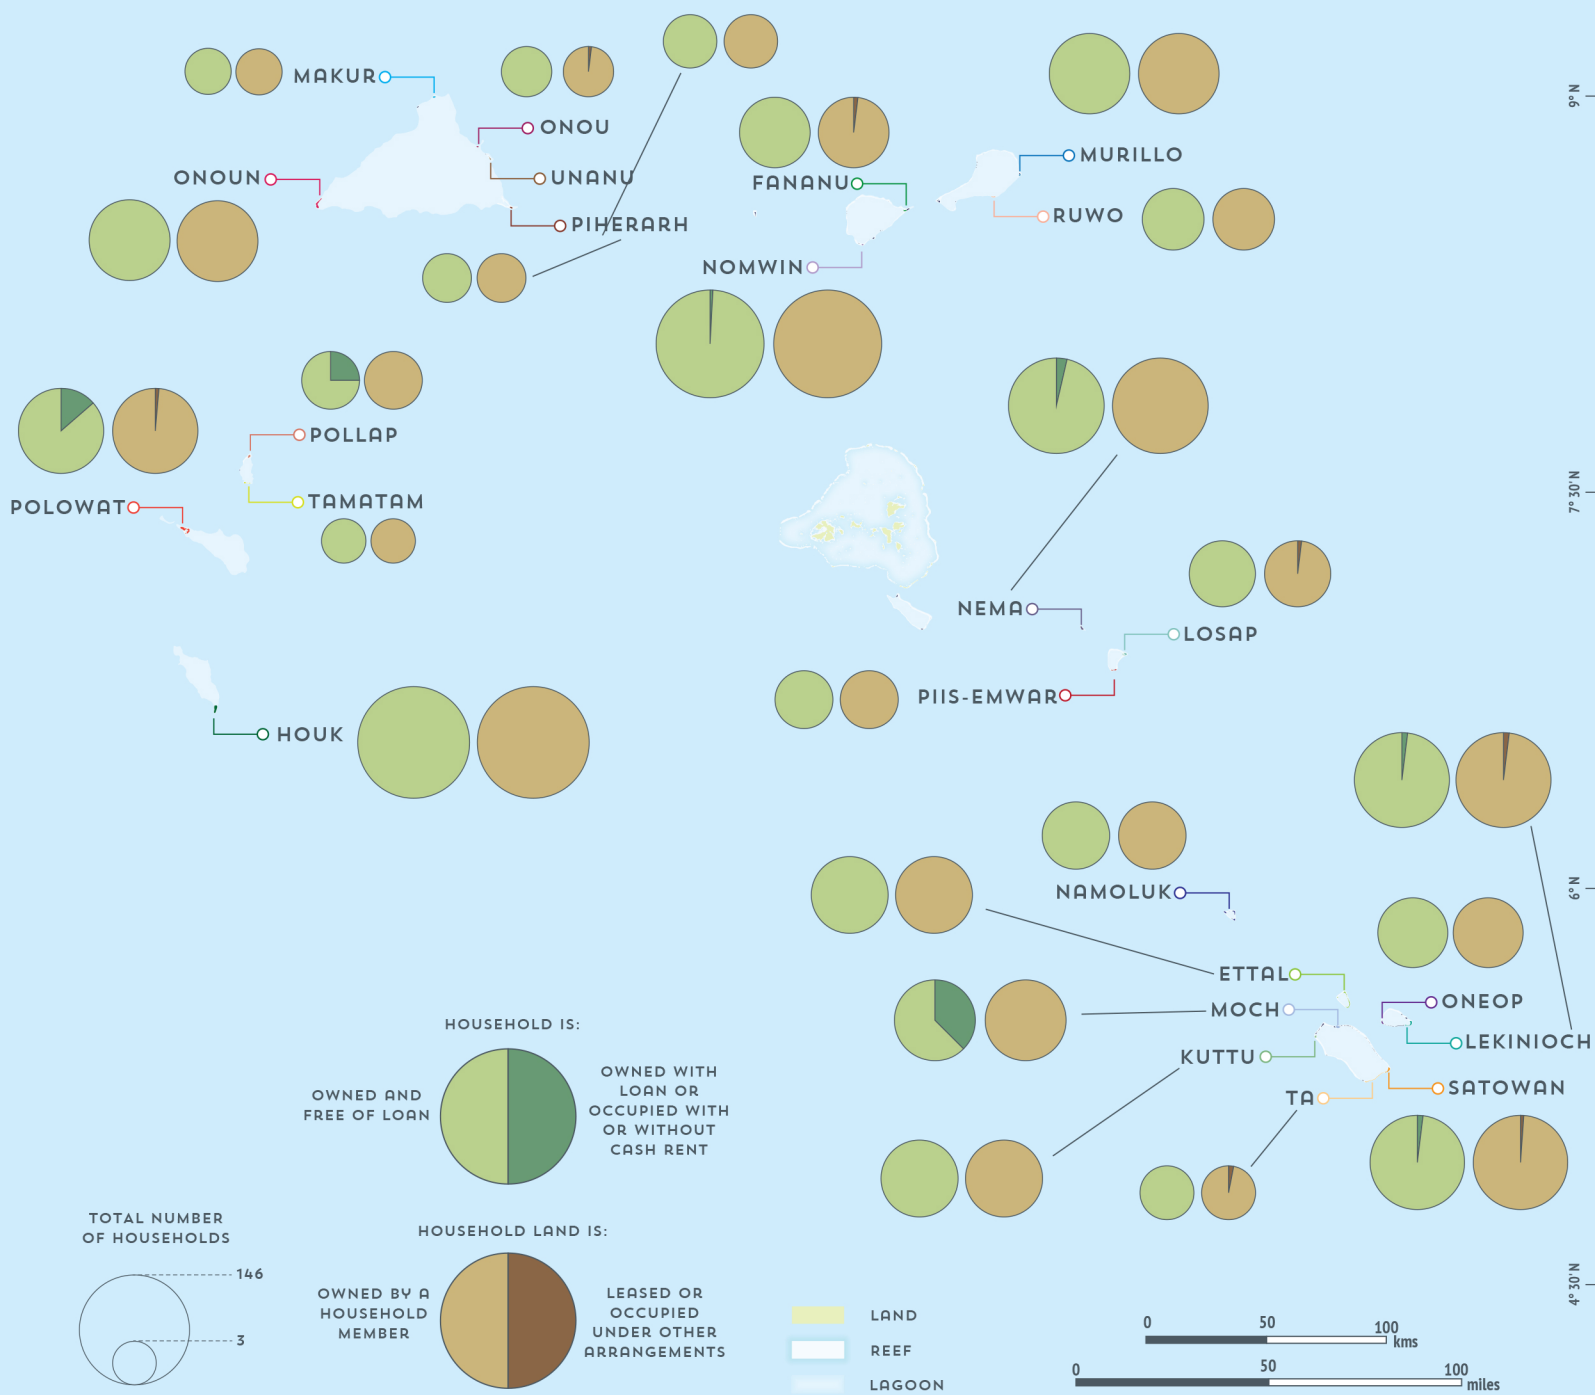 MAKUR
ONOU
ONOUN
UNANU
PIHERARH
FANANU
MURILLO
RUWO
NOMWIN
9°N
POLLAP
TAMATAM
POLOWAT
7°30'N
NEMA
LOSAP
PIIS-EMWAR
HOUK
NAMOLUK
6°N
ETTAL
MOCH
ONEOP
KUTTU
LEKINIOCH
TA
SATOWAN
4°30'N
HOUSEHOLD IS:
OWNED AND
FREE OF LOAN
OWNED WITH
LOAN OR
OCCUPIED WITH
OR WITHOUT
CASH RENT
TOTAL NUMBER
OF HOUSEHOLDS
146
3
HOUSEHOLD LAND IS:
OWNED BY A
HOUSEHOLD
MEMBER
LEASED OR
OCCUPIED
UNDER OTHER
ARRANGEMENTS
LAND
REEF
LAGOON
0 50 100
kms
0 50 100
miles